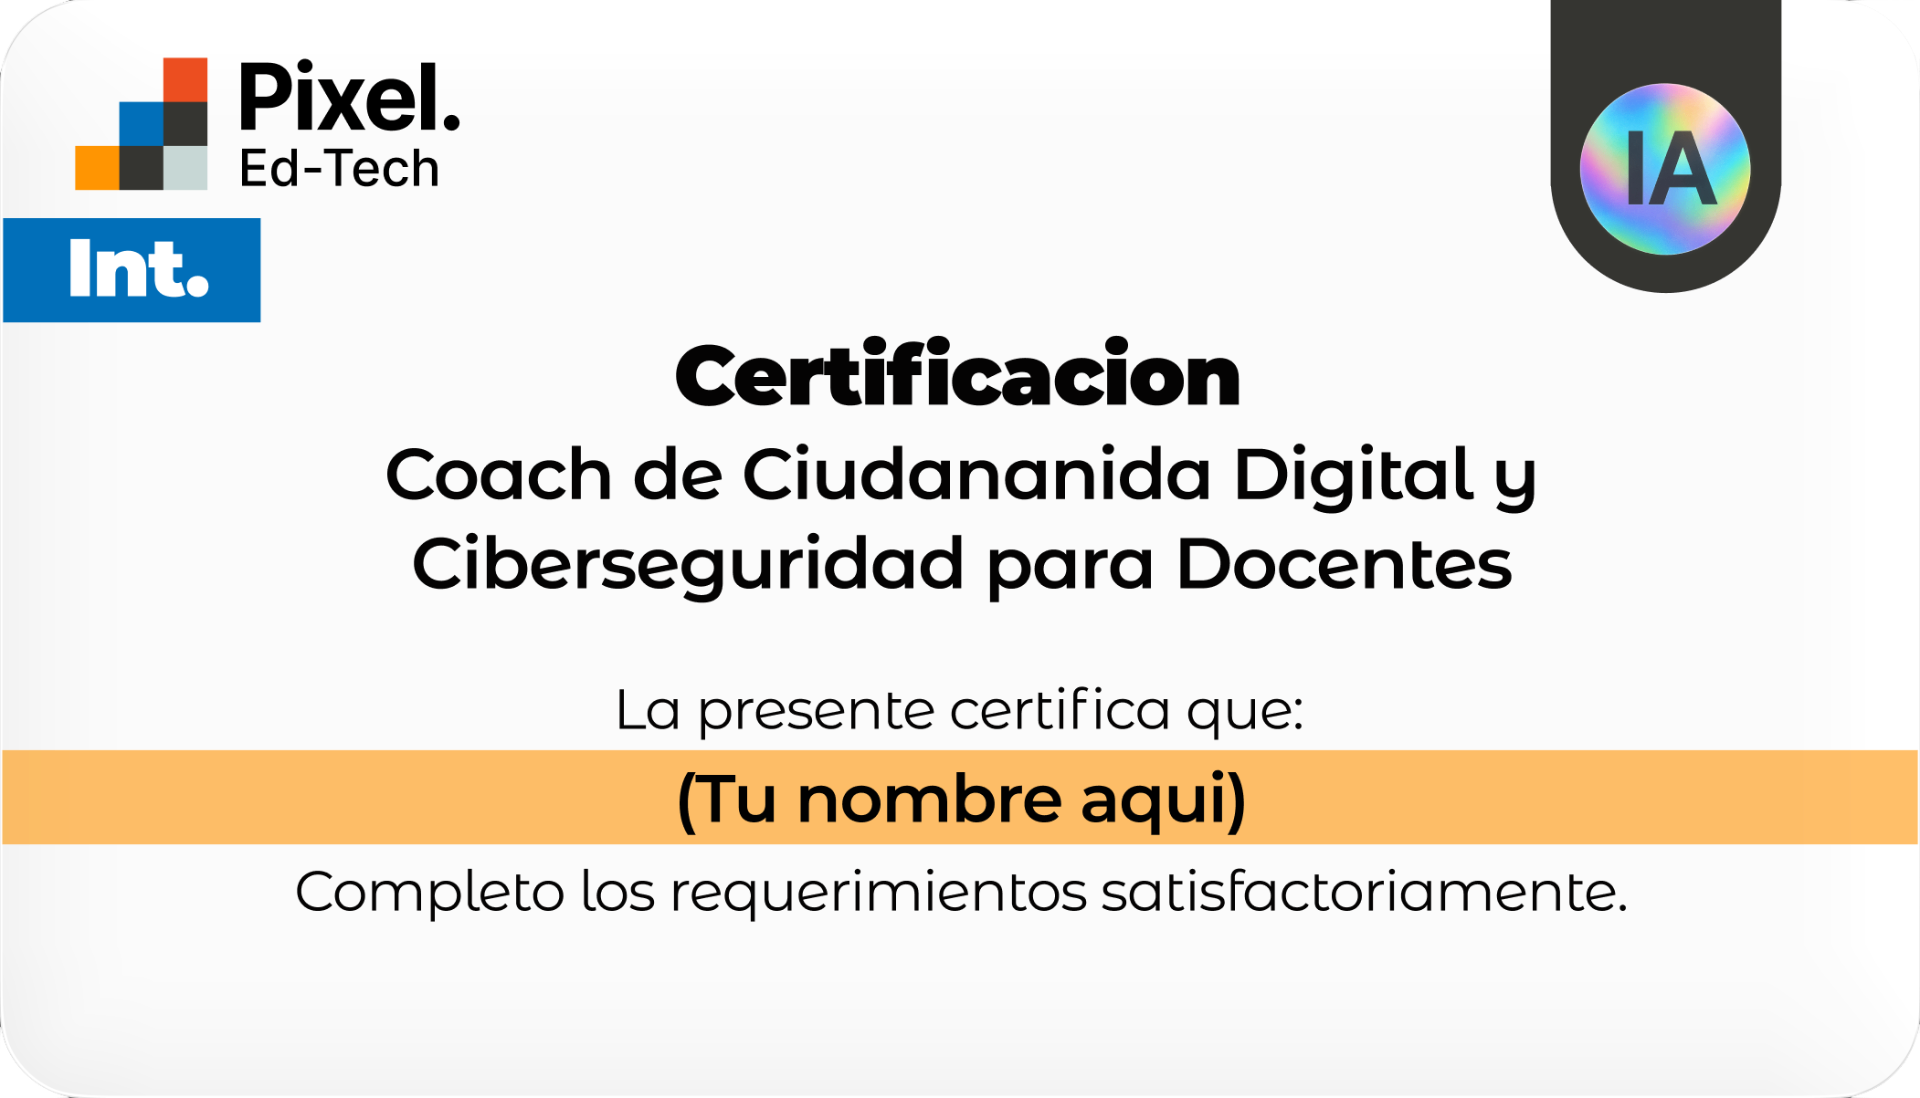 Pixel.
Ed-Tech
IA
Int.
Certificacion
Coach de Ciudananida Digital y
Ciberseguridad para Docentes
La presente certifica que:
(Tu nombre aqui)
Completo los requerimientos satisfactoriamente.